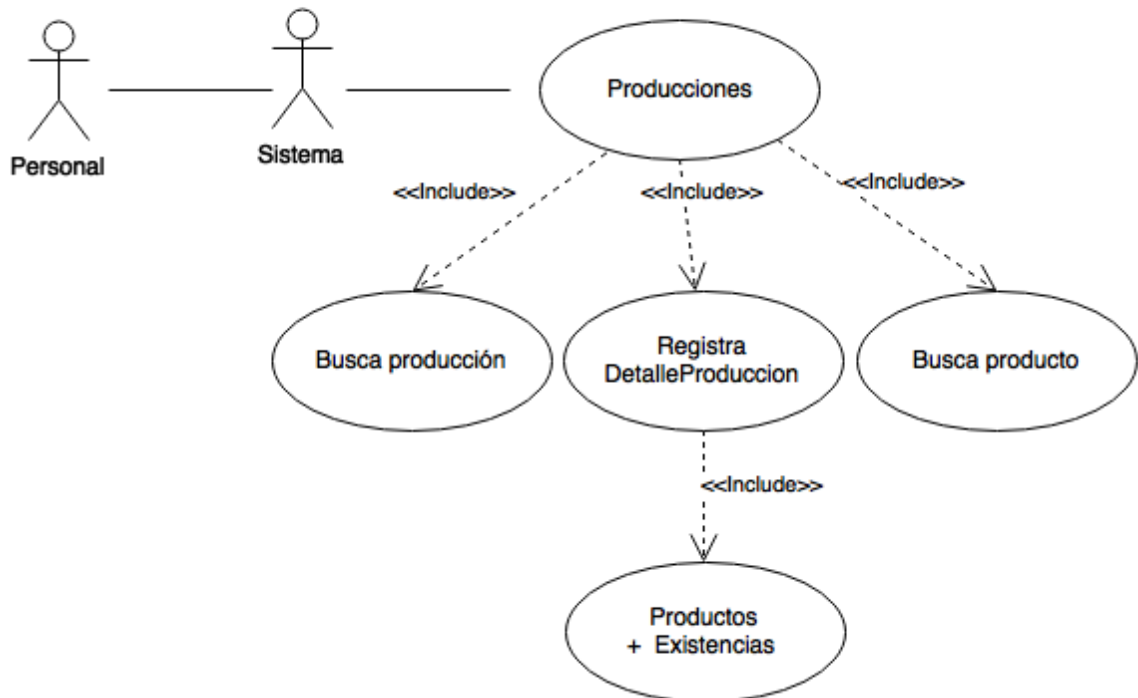 Producciones
Personal
Sistema
<<Include>>
<<Include>>
<<Include>>
Busca producción
Registra
DetalleProduccion
Busca producto
<<Include>>
Productos
+ Existencias